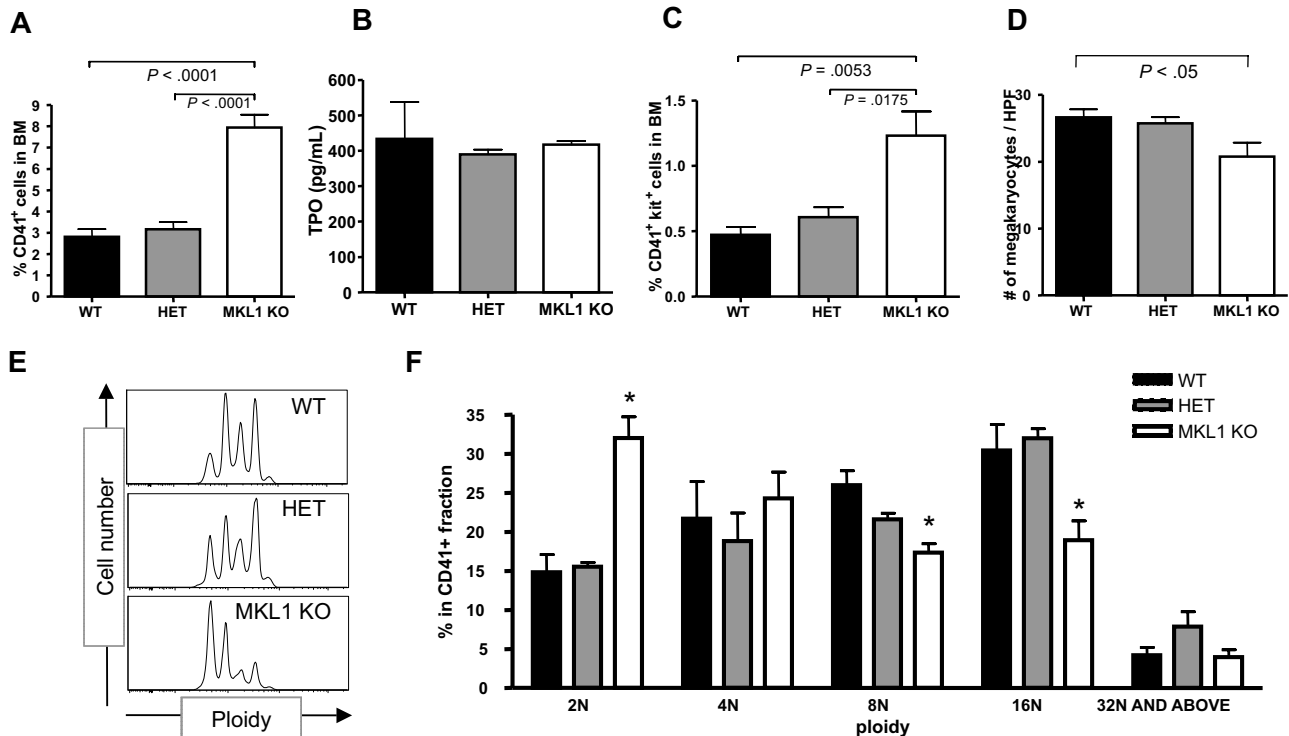 A
P < .0001
P < .0001
% CD41+ cells in BM
9
8
7
6
5
4
3
2
1
0
WT
HET
MKL1 KO
B
TPO (pg/mL)
600
500
400
300
200
100
0
WT
HET
MKL1 KO
C
P = .0053
P = .0175
% CD41+ kit+ cells in BM
1.5
1.0
0.5
0.0
WT
HET
MKL1 KO
D
P < .05
# of megakaryocytes / HPF
30
20
10
0
WT
HET
MKL1 KO
E
Cell number
WT
HET
MKL1 KO
Ploidy
F
WT
HET
MKL1 KO
% in CD41+ fraction
35
30
25
20
15
10
5
0
*
*
*
2N
4N
8N
16N
32N AND ABOVE
ploidy